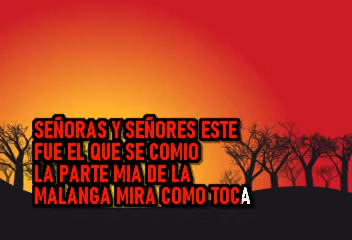 SEÑORAS Y SEÑORES ESTE
FUE EL QUE SE COMIO
LA PARTE MIA DE LA
MALANGA MIRA COMO TOCA